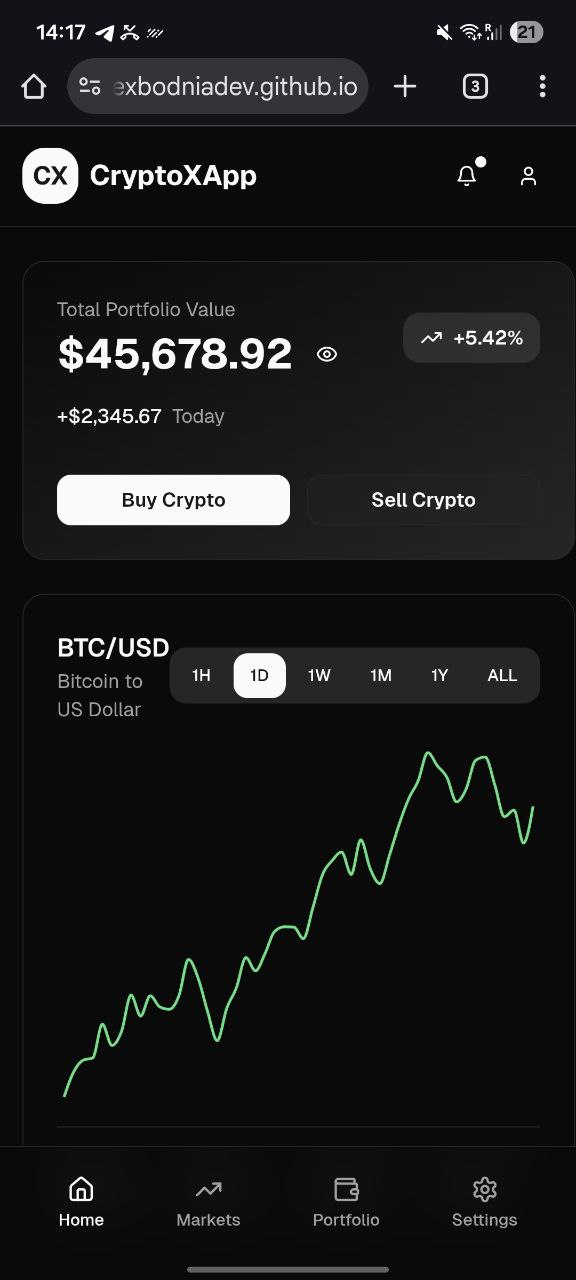 14:17
R
21
exbodniadev.github.io
3
CX CryptoXApp
Total Portfolio Value
$45,678.92
+5.42%
+$2,345.67 Today
Buy Crypto
Sell Crypto
BTC/USD
Bitcoin to
US Dollar
1H 1D 1W 1M 1Y ALL
Home Markets Portfolio Settings